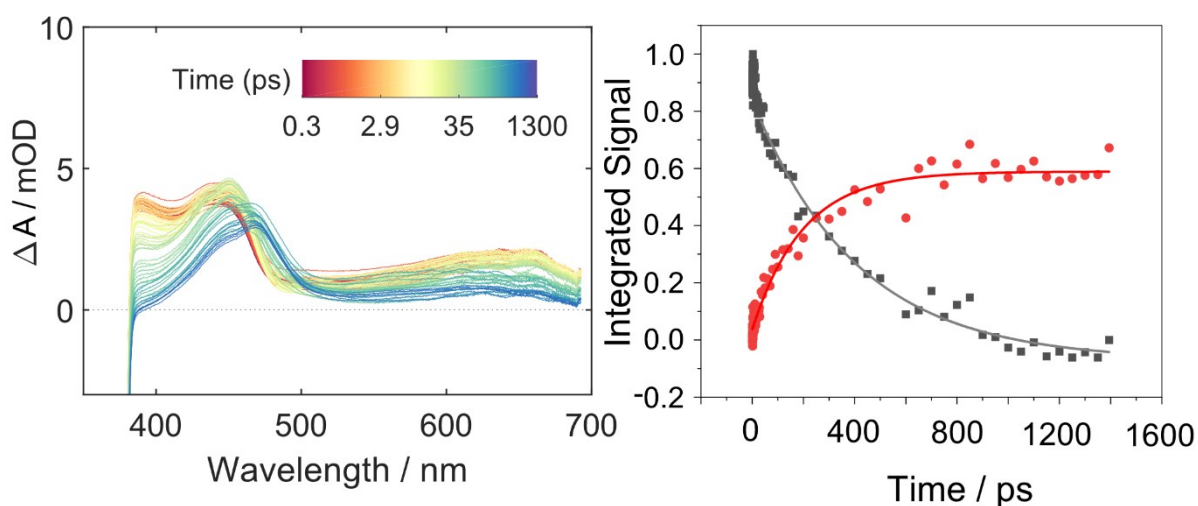 10
5
0
ΔA / mOD
Time (ps)
0.3 2.9 35 1300
400 500 600 700
Wavelength / nm
1.0
0.8
0.6
0.4
0.2
0.0
-0.2
Integrated Signal
0 400 800 1200 1600
Time / ps